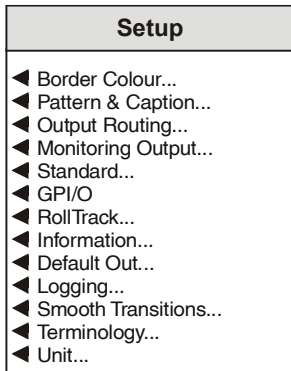 Setup
Border Colour...
Pattern & Caption...
Output Routing...
Monitoring Output...
Standard...
GPI/O
RollTrack...
Information...
Default Out...
Logging...
Smooth Transitions...
Terminology...
Unit...